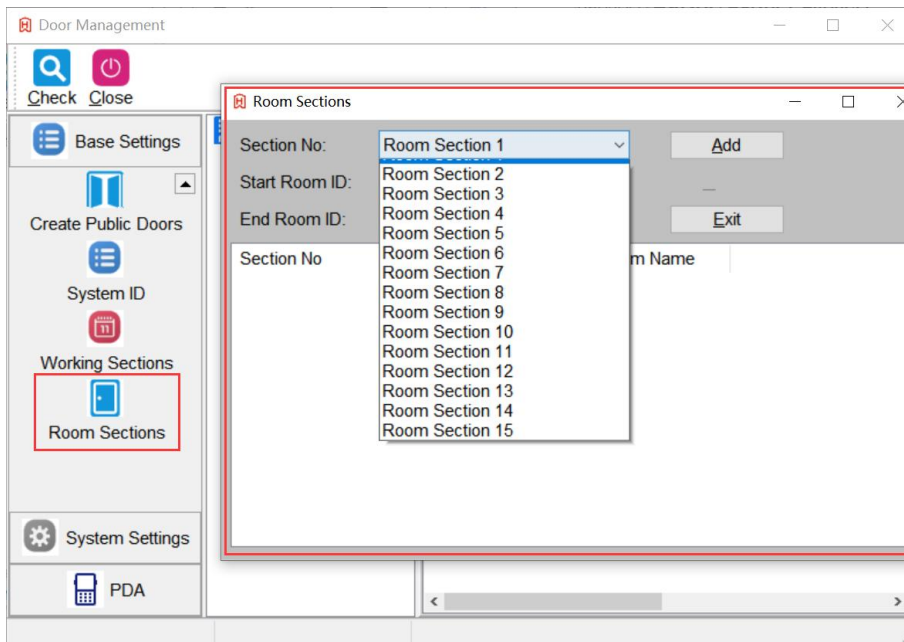 Door Management
Check Close
Base Settings
Create Public Doors
System ID
11
Working Sections
Room Sections
System Settings
PDA
Room Sections
Section No: Room Section 1 Add
Room Section 2
Start Room ID:
Room Section 3
Room Section 4
End Room ID: Exit
Room Section 5
Room Section 6
Section No m Name
Room Section 7
Room Section 8
Room Section 9
Room Section 10
Room Section 11
Room Section 12
Room Section 13
Room Section 14
Room Section 15